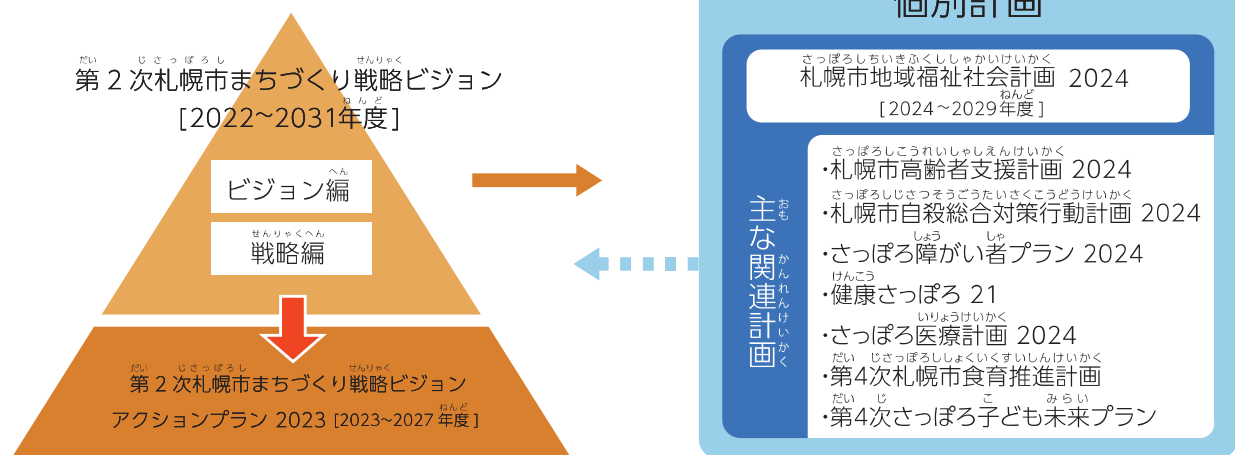 第2次札幌市まちづくり戦略ビジョン
[2022~2031年度]
ビジョン編
戦略編
第2次札幌市まちづくり戦略ビジョン
アクションプラン 2023 [2023~2027年度]
個別計画
札幌市地域福祉社会計画 2024
[2024~2029年度]
主な関連計画
・札幌市高齢者支援計画 2024
・札幌市自殺総合対策行動計画 2024
・さっぽろ障がい者プラン 2024
・健康さっぽろ 21
・さっぽろ医療計画 2024
・第4次札幌市食育推進計画
・第4次さっぽろ子ども未来プラン